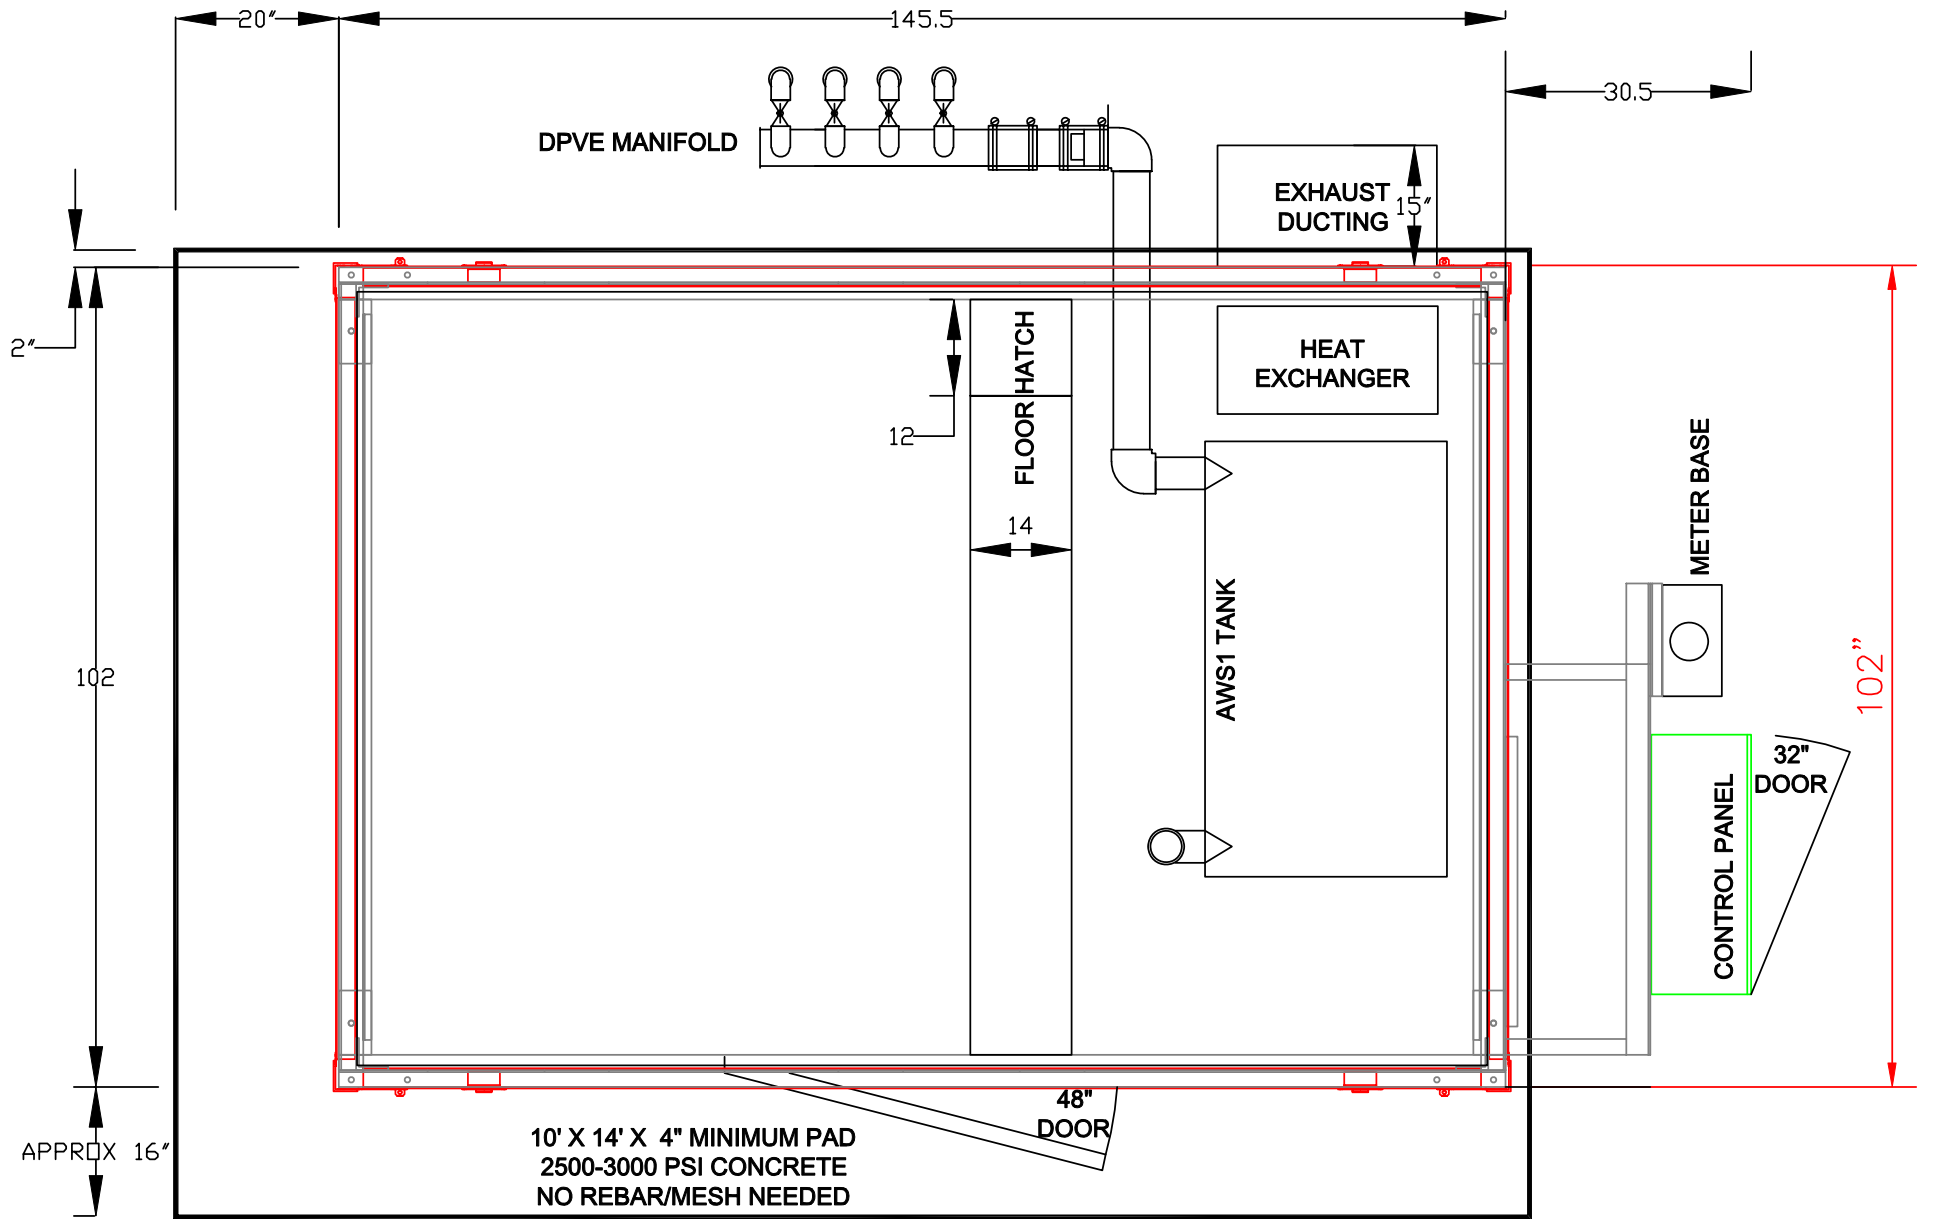 20"
145.5
30.5
DPVE MANIFOLD
EXHAUST
DUCTING
15"
2"
HEAT
EXCHANGER
FLOOR HATCH
12
14
METER BASE
AWS1 TANK
102
102"
32"
DOOR
CONTROL PANEL
48"
DOOR
APPROX 16"
10' X 14' X 4" MINIMUM PAD
2500-3000 PSI CONCRETE
NO REBAR/MESH NEEDED